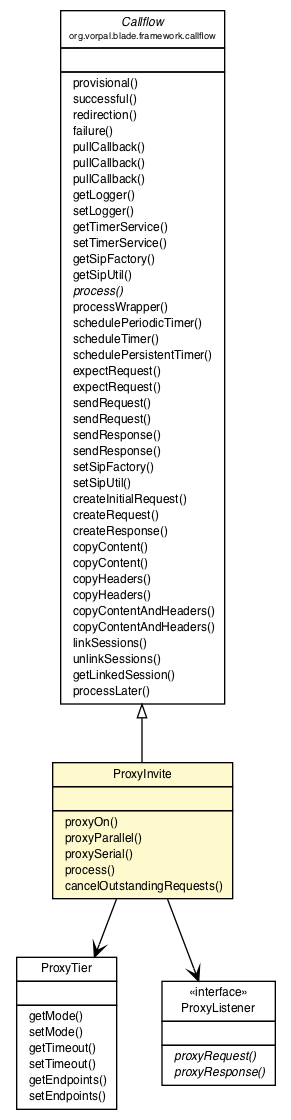 Callflow
org.vorpal.blade.framework.callflow
provisional()
successful()
redirection()
failure()
pullCallback()
pullCallback()
pullCallback()
getLogger()
setLogger()
getTimerService()
setTimerService()
getSipFactory()
getSipUtil()
process()
processWrapper()
schedulePeriodicTimer()
scheduleTimer()
schedulePersistentTimer()
expectRequest()
expectRequest()
sendRequest()
sendRequest()
sendResponse()
sendResponse()
setSipFactory()
setSipUtil()
createInitialRequest()
createRequest()
createResponse()
copyContent()
copyContent()
copyHeaders()
copyHeaders()
copyContentAndHeaders()
copyContentAndHeaders()
linkSessions()
unlinkSessions()
getLinkedSession()
processLater()
ProxyInvite
proxyOn()
proxyParallel()
proxySerial()
process()
cancelOutstandingRequests()
ProxyTier
getMode()
setMode()
getTimeout()
setTimeout()
getEndpoints()
setEndpoints()
«interface»
ProxyListener
proxyRequest()
proxyResponse()